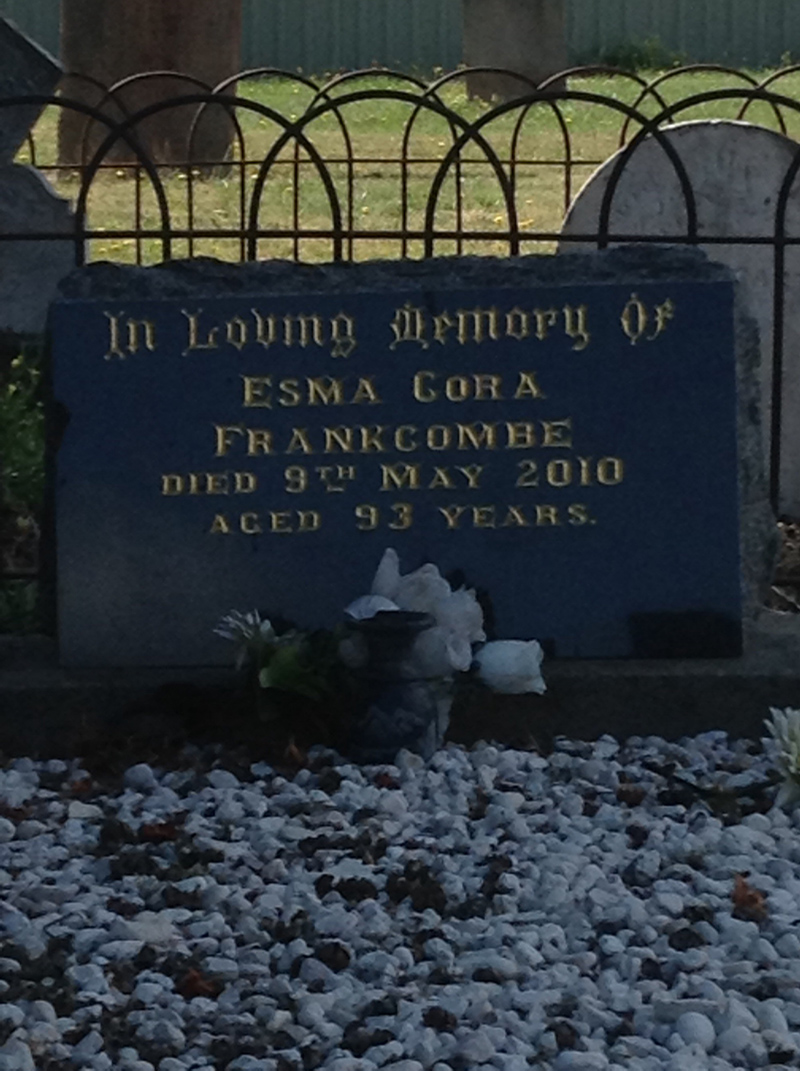 In Loving Memory Of
ESMA CORA
FRANKCOMBE
DIED 9TH MAY 2010
AGED 93 YEARS.